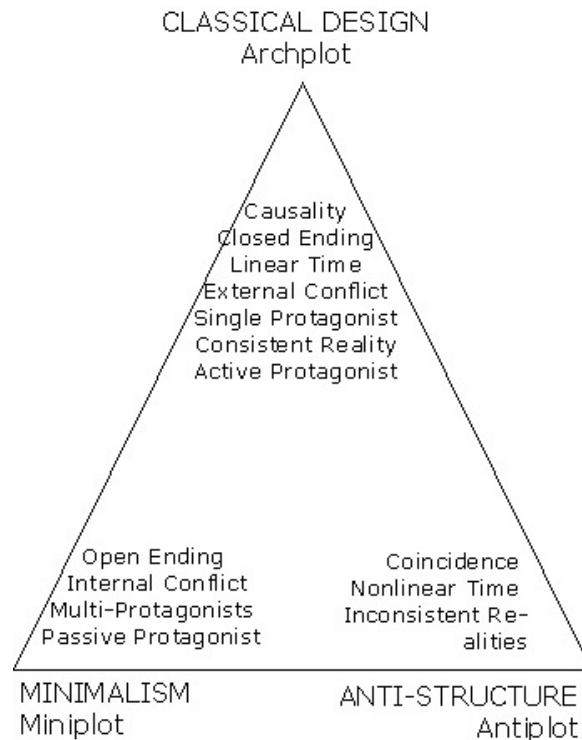 CLASSICAL DESIGN
Archplot
Causality
Closed Ending
Linear Time
External Conflict
Single Protagonist
Consistent Reality
Active Protagonist
Open Ending
Internal Conflict
Multi-Protagonists
Passive Protagonist
Coincidence
Nonlinear Time
Inconsistent Re-
alities
MINIMALISM
Miniplot
ANTI-STRUCTURE
Antiplot